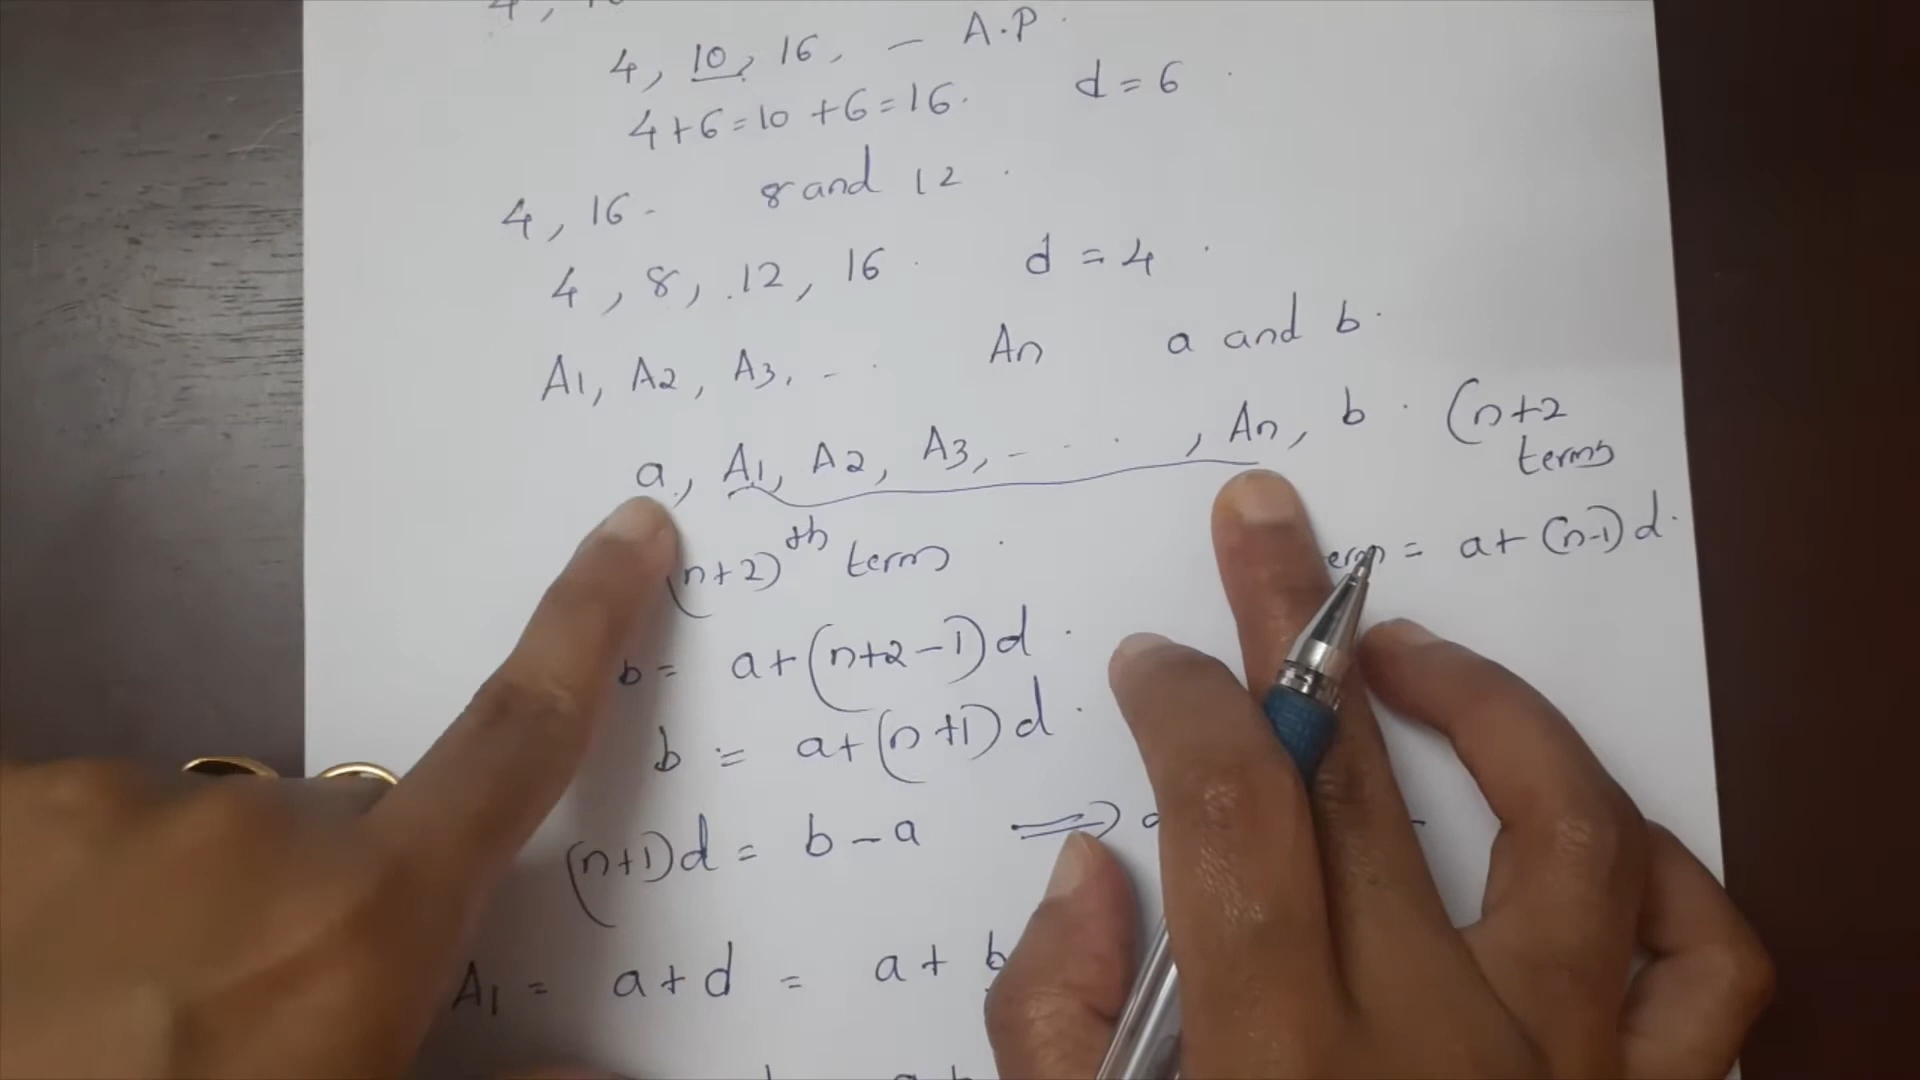 4, 10, 16, - A.P.
4+6=10 +6=16. d=6.
4, 16. 8 and 12.
4, 8, 12, 16. d=4.
A1, A2, A3, - . An a and b.
a, A1, A2, A3, - - . . , An, b. (n+2 terms
(n+2)th term. = a+(n-1)d.
b= a+(n+2-1)d.
b = a+(n+1)d.
(n+1)d = b-a ⟹
A1 = a+d = a+ b